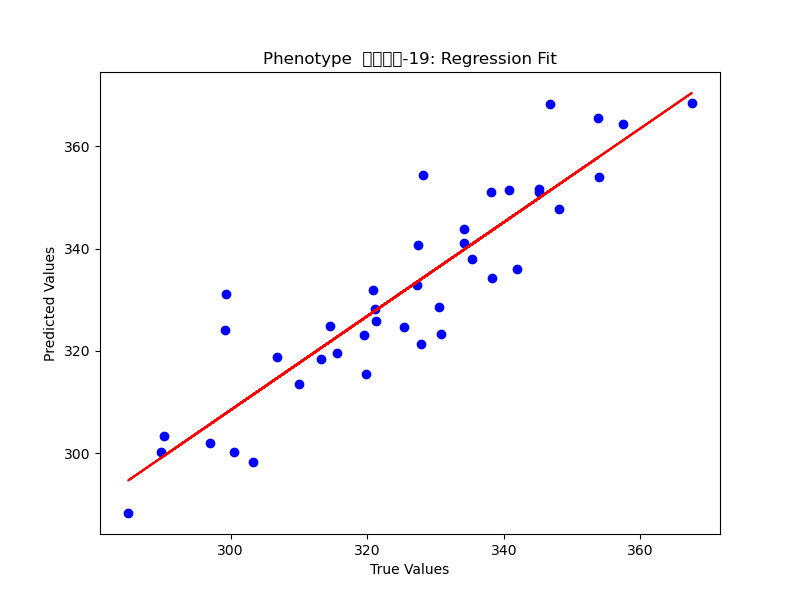 Phenotype -19: Regression Fit
360
340
320
300
Predicted Values
300 320 340 360
True Values